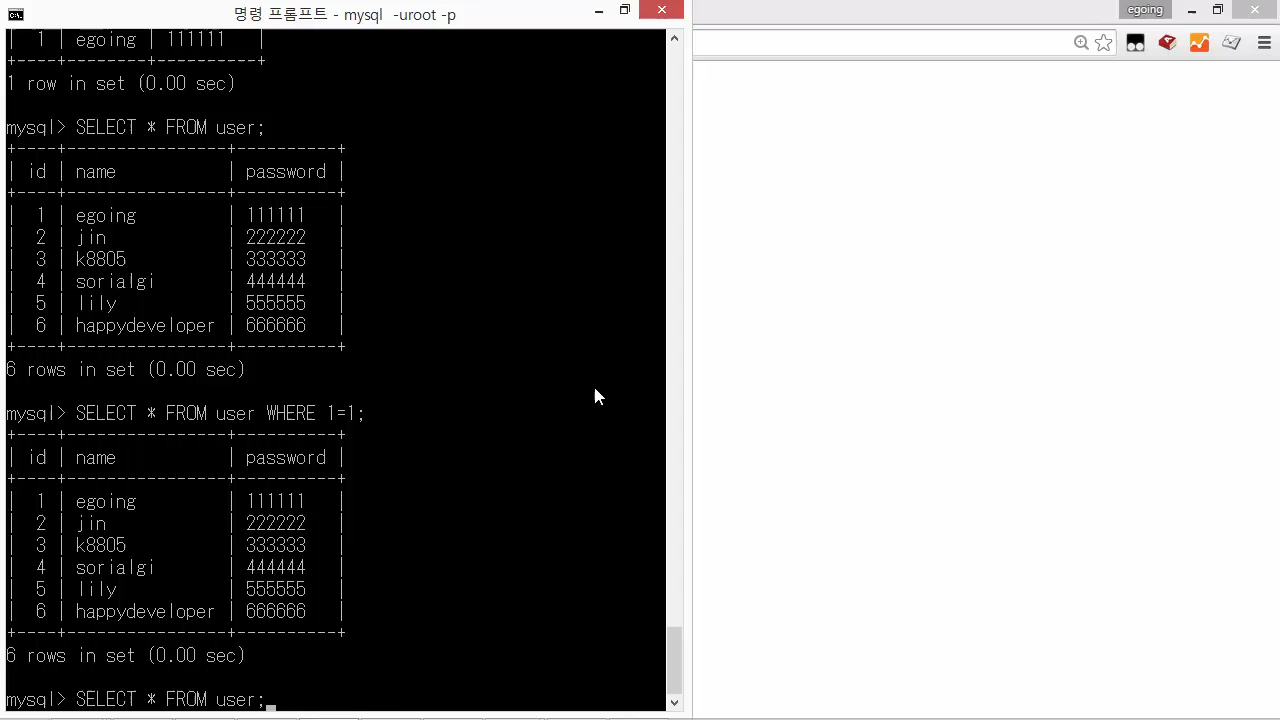 명령 프롬프트 - mysql -uroot -p
egoing
| 1 | egoing | 111111 |
+----+--------+----------+
1 row in set (0.00 sec)
mysql> SELECT * FROM user;
+----+----------------+----------+
| id | name | password |
+----+----------------+----------+
| 1 | egoing | 111111 |
| 2 | jin | 222222 |
| 3 | k8805 | 333333 |
| 4 | sorialgi | 444444 |
| 5 | lily | 555555 |
| 6 | happydeveloper | 666666 |
+----+----------------+----------+
6 rows in set (0.00 sec)
mysql> SELECT * FROM user WHERE 1=1;
+----+----------------+----------+
| id | name | password |
+----+----------------+----------+
| 1 | egoing | 111111 |
| 2 | jin | 222222 |
| 3 | k8805 | 333333 |
| 4 | sorialgi | 444444 |
| 5 | lily | 555555 |
| 6 | happydeveloper | 666666 |
+----+----------------+----------+
6 rows in set (0.00 sec)
mysql> SELECT * FROM user;